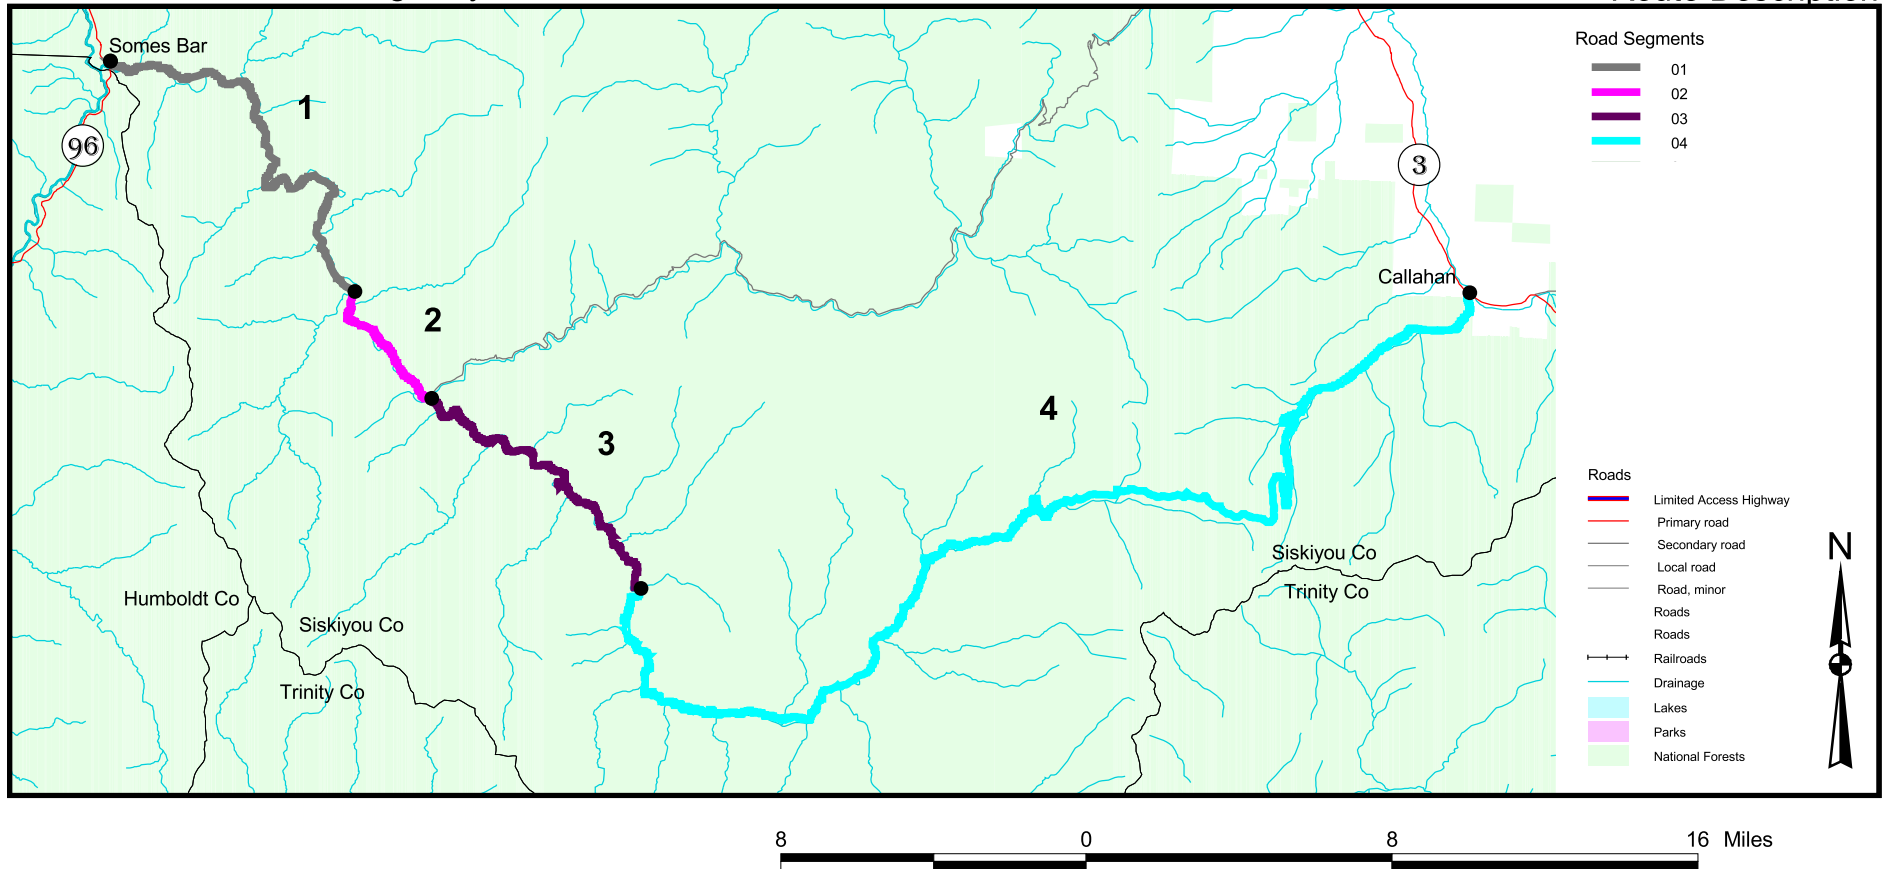 Somes Bar
1
96
2
3
4
3
Callahan
Humboldt Co
Siskiyou Co
Trinity Co
Siskiyou Co
Trinity Co
Road Segments
01
02
03
04
Roads
Limited Access Highway
Primary road
Secondary road
Local road
Road, minor
Roads
Roads
Railroads
Drainage
Lakes
Parks
National Forests
N
8 0 8 16 Miles